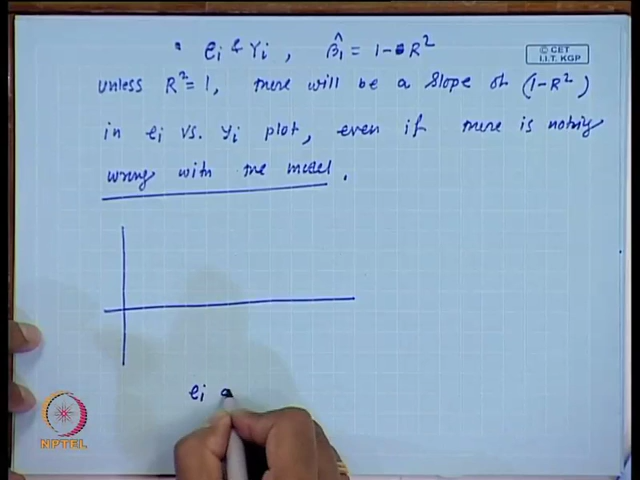 • ei & Yi , β̂1 = 1- R²
© CET
I.I.T. KGP
unless R² = 1, there will be a slope of (1-R²)
in ei vs. yi plot, even if there is nothing
wrong with the model.
ei
NPTEL